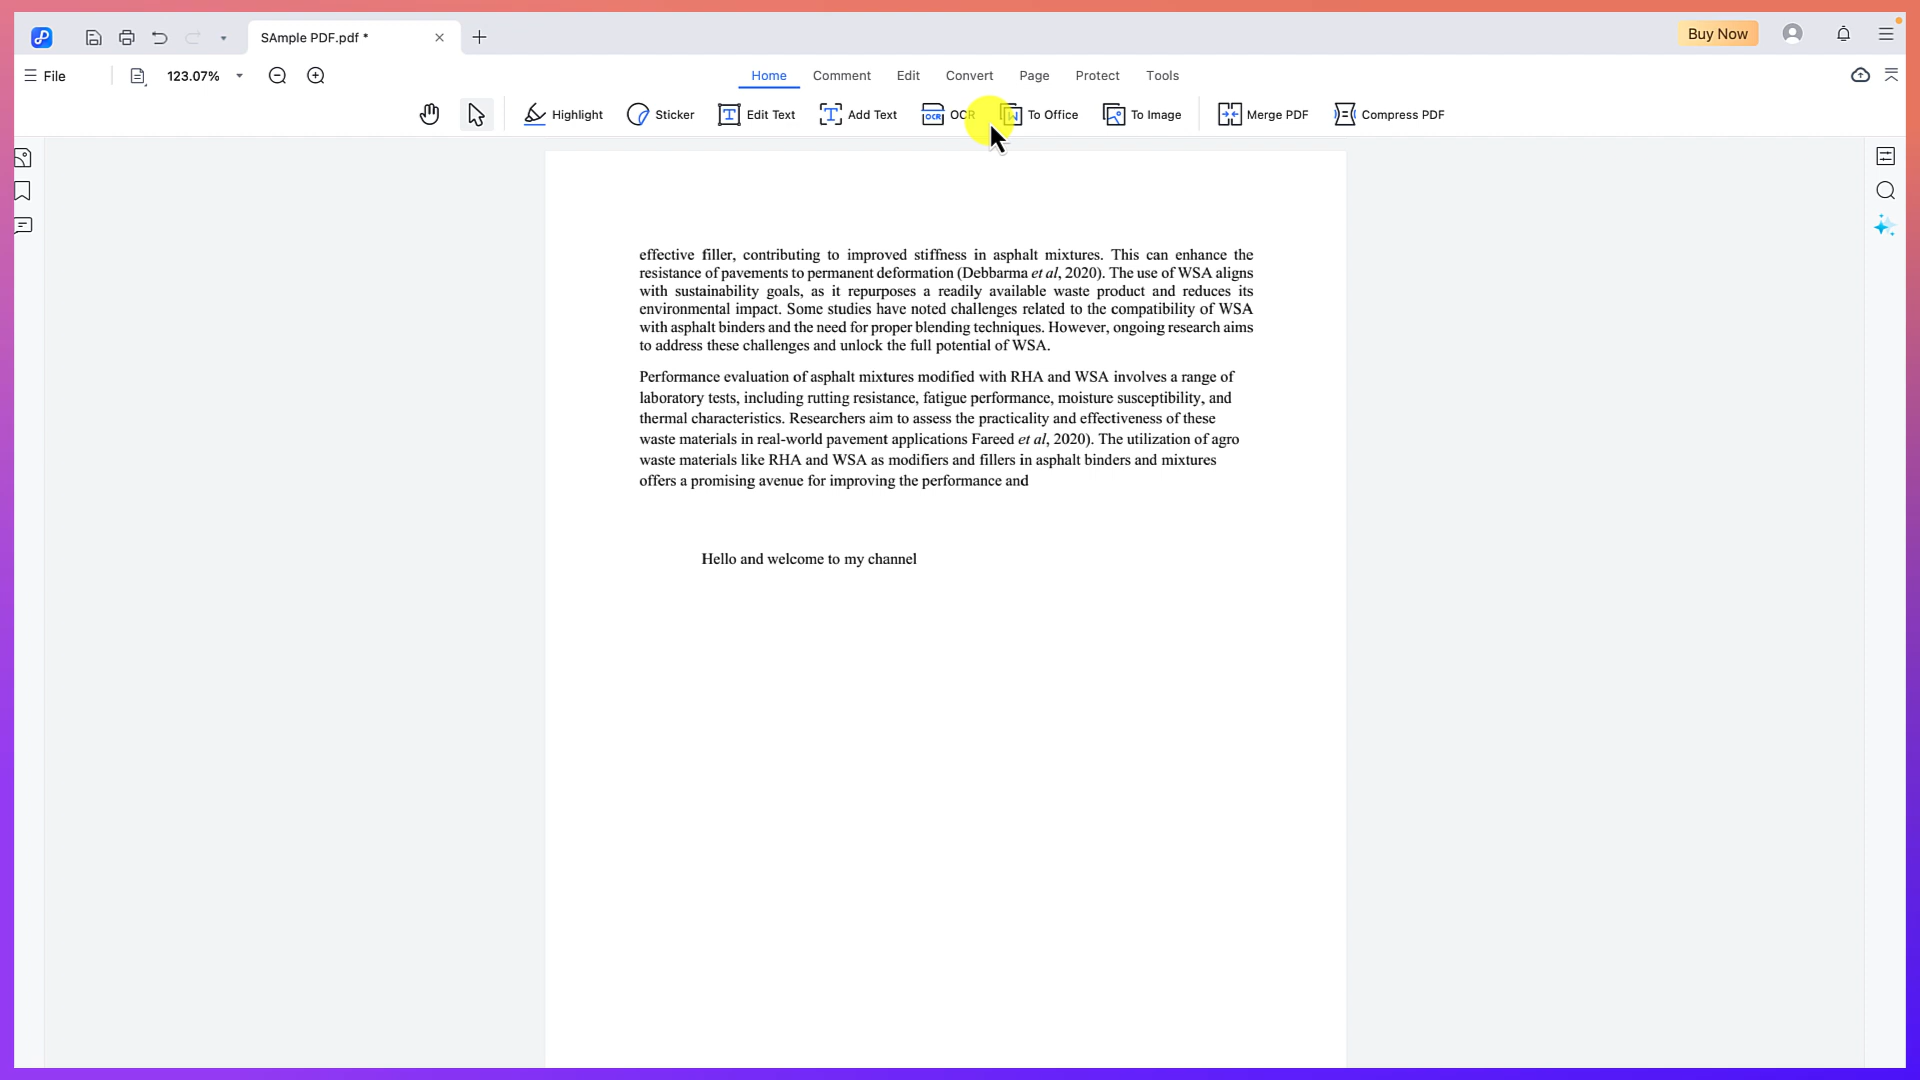 SAmple PDF.pdf *
Buy Now
File
123.07%
Home Comment Edit Convert Page Protect Tools
Highlight Sticker Edit Text Add Text OCR To Office To Image Merge PDF Compress PDF
effective filler, contributing to improved stiffness in asphalt mixtures. This can enhance the
resistance of pavements to permanent deformation (Debbarma et al, 2020). The use of WSA aligns
with sustainability goals, as it repurposes a readily available waste product and reduces its
environmental impact. Some studies have noted challenges related to the compatibility of WSA
with asphalt binders and the need for proper blending techniques. However, ongoing research aims
to address these challenges and unlock the full potential of WSA.
Performance evaluation of asphalt mixtures modified with RHA and WSA involves a range of
laboratory tests, including rutting resistance, fatigue performance, moisture susceptibility, and
thermal characteristics. Researchers aim to assess the practicality and effectiveness of these
waste materials in real-world pavement applications Fareed et al, 2020). The utilization of agro
waste materials like RHA and WSA as modifiers and fillers in asphalt binders and mixtures
offers a promising avenue for improving the performance and
Hello and welcome to my channel